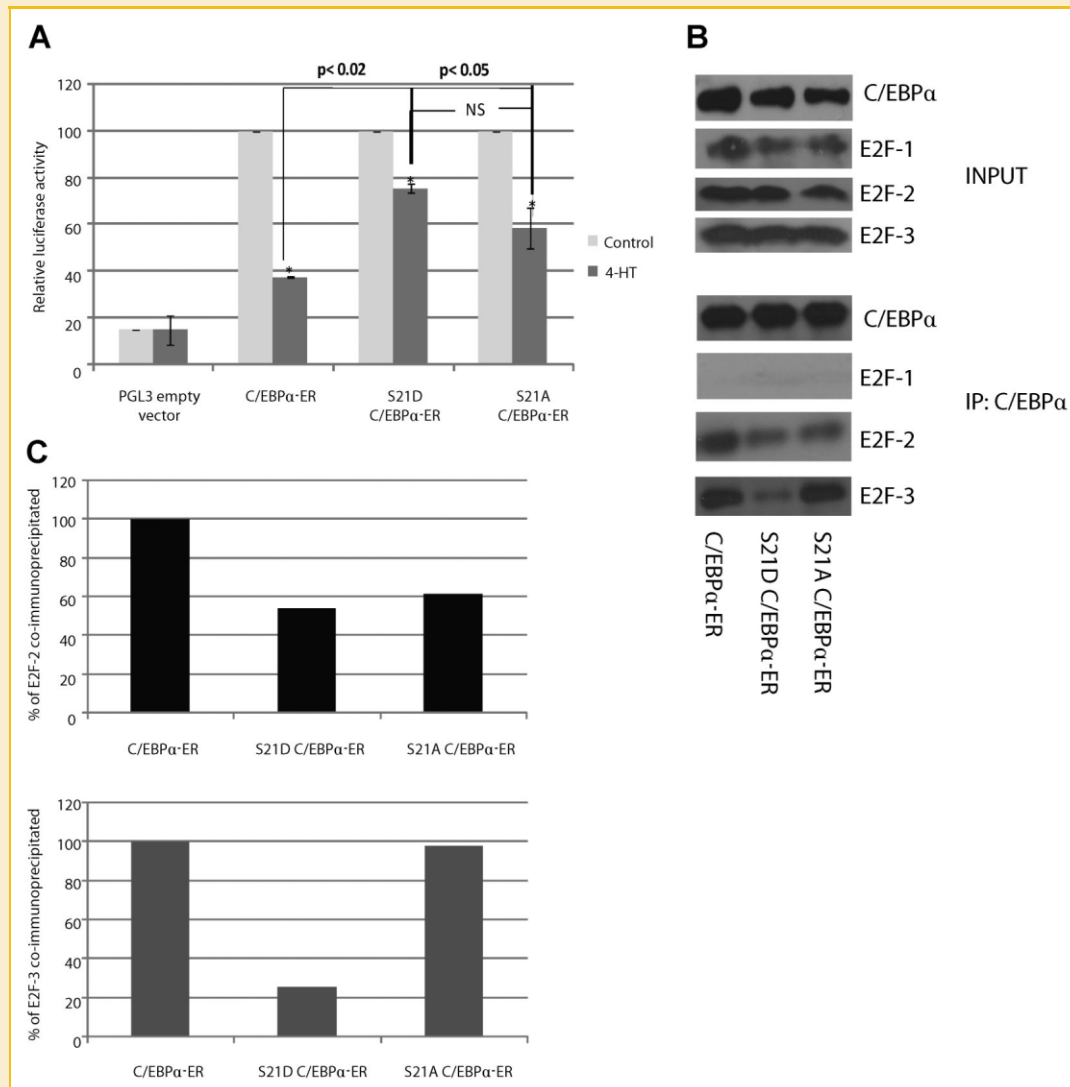 A
p< 0.02 p< 0.05
NS
120
100
80
60
40
20
0
Relative luciferase activity
* * *
Control
4-HT
PGL3 empty
vector
C/EBPα-ER
S21D
C/EBPα-ER
S21A
C/EBPα-ER
B
C/EBPα
E2F-1
E2F-2
E2F-3
INPUT
C/EBPα
E2F-1
E2F-2
E2F-3
IP: C/EBPα
C/EBPα-ER
S21D C/EBPα-ER
S21A C/EBPα-ER
C
120
100
80
60
40
20
0
% of E2F-2 co-immunoprecipitated
C/EBPα-ER S21D C/EBPα-ER S21A C/EBPα-ER
120
100
80
60
40
20
0
% of E2F-3 co-immunoprecipitated
C/EBPα-ER S21D C/EBPα-ER S21A C/EBPα-ER